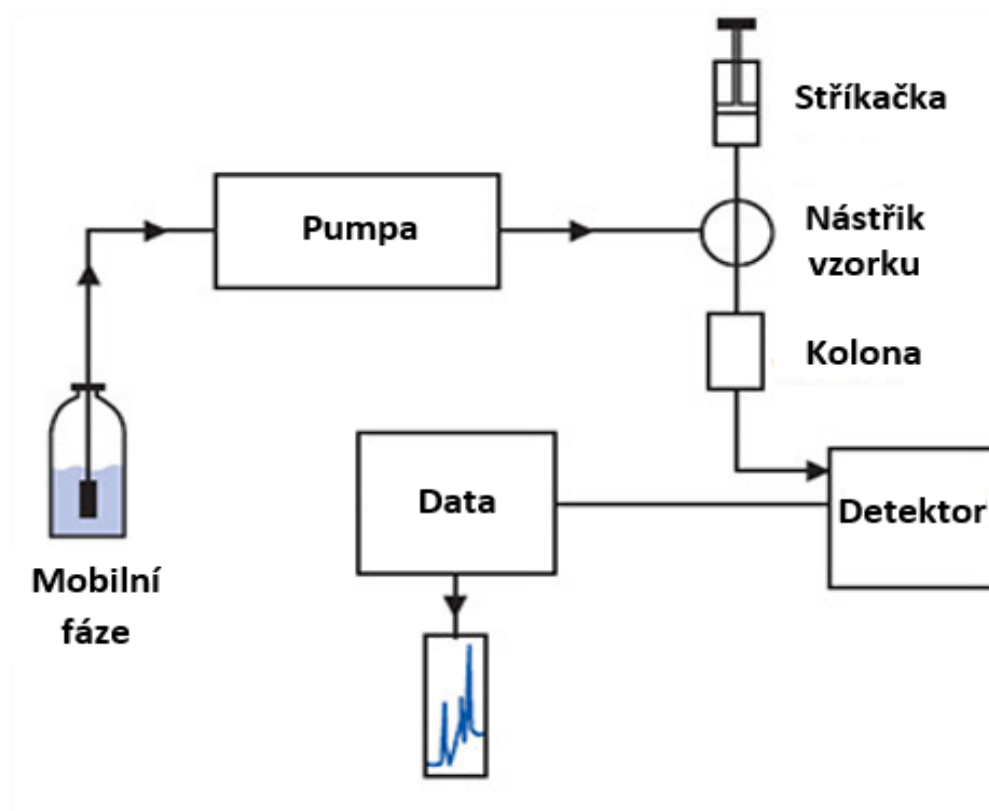 Stříkačka
Pumpa
Nástřik
vzorku
Kolona
Data
Detektor
Mobilní
fáze